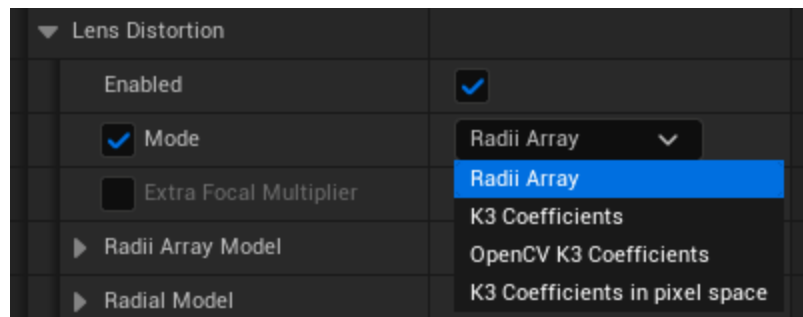 Lens Distortion
Enabled
Mode
Radii Array
Radii Array
Extra Focal Multiplier
K3 Coefficients
Radii Array Model
OpenCV K3 Coefficients
Radial Model
K3 Coefficients in pixel space